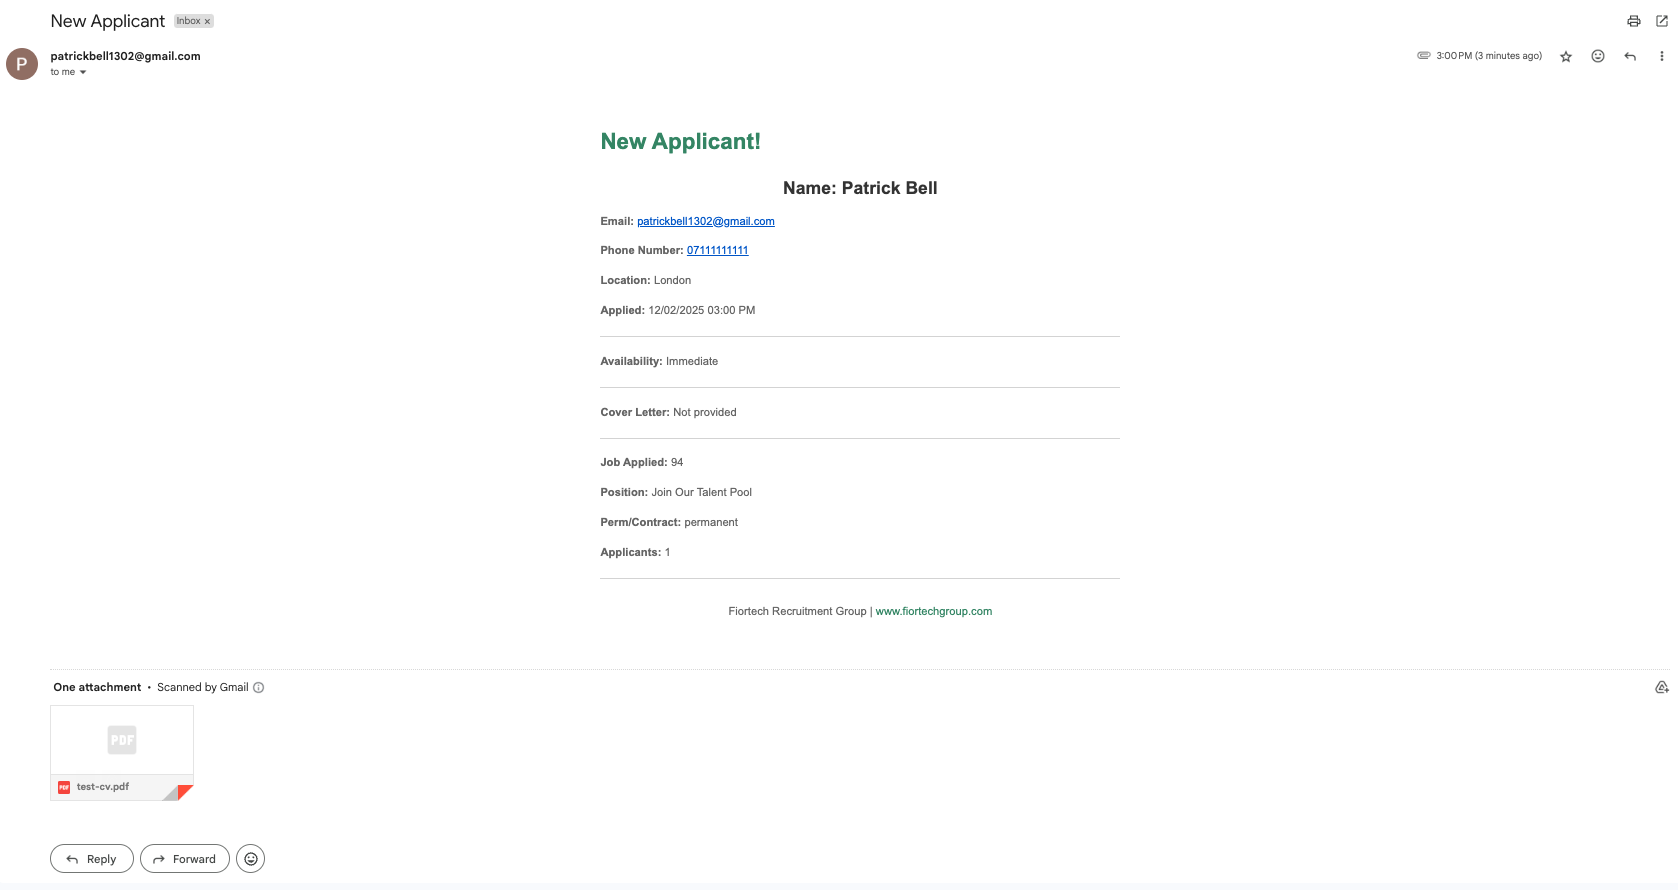 New Applicant Inbox ×
P
patrickbell1302@gmail.com
3:00 PM (3 minutes ago)
to me
New Applicant!
Name: Patrick Bell
Email: patrickbell1302@gmail.com
Phone Number: 07111111111
Location: London
Applied: 12/02/2025 03:00 PM
Availability: Immediate
Cover Letter: Not provided
Job Applied: 94
Position: Join Our Talent Pool
Perm/Contract: permanent
Applicants: 1
Fiortech Recruitment Group | www.fiortechgroup.com
One attachment • Scanned by Gmail
PDF
PDF test-cv.pdf
Reply
Forward